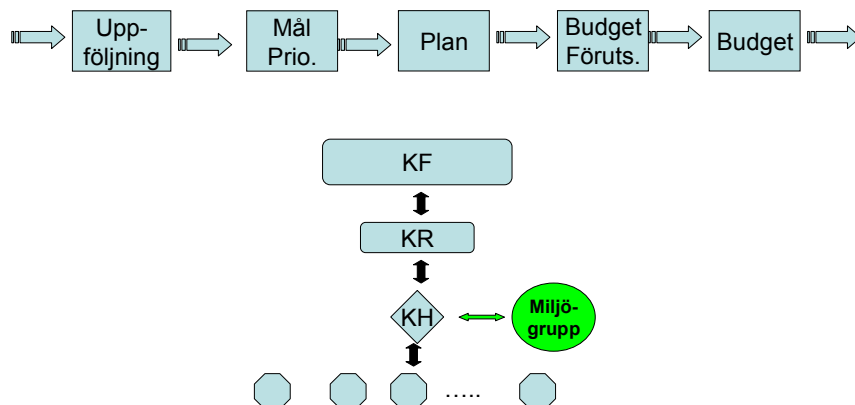 Upp-
följning
Mål
Prio.
Plan
Budget
Föruts.
Budget
KF
KR
KH
Miljö-
grupp
.....